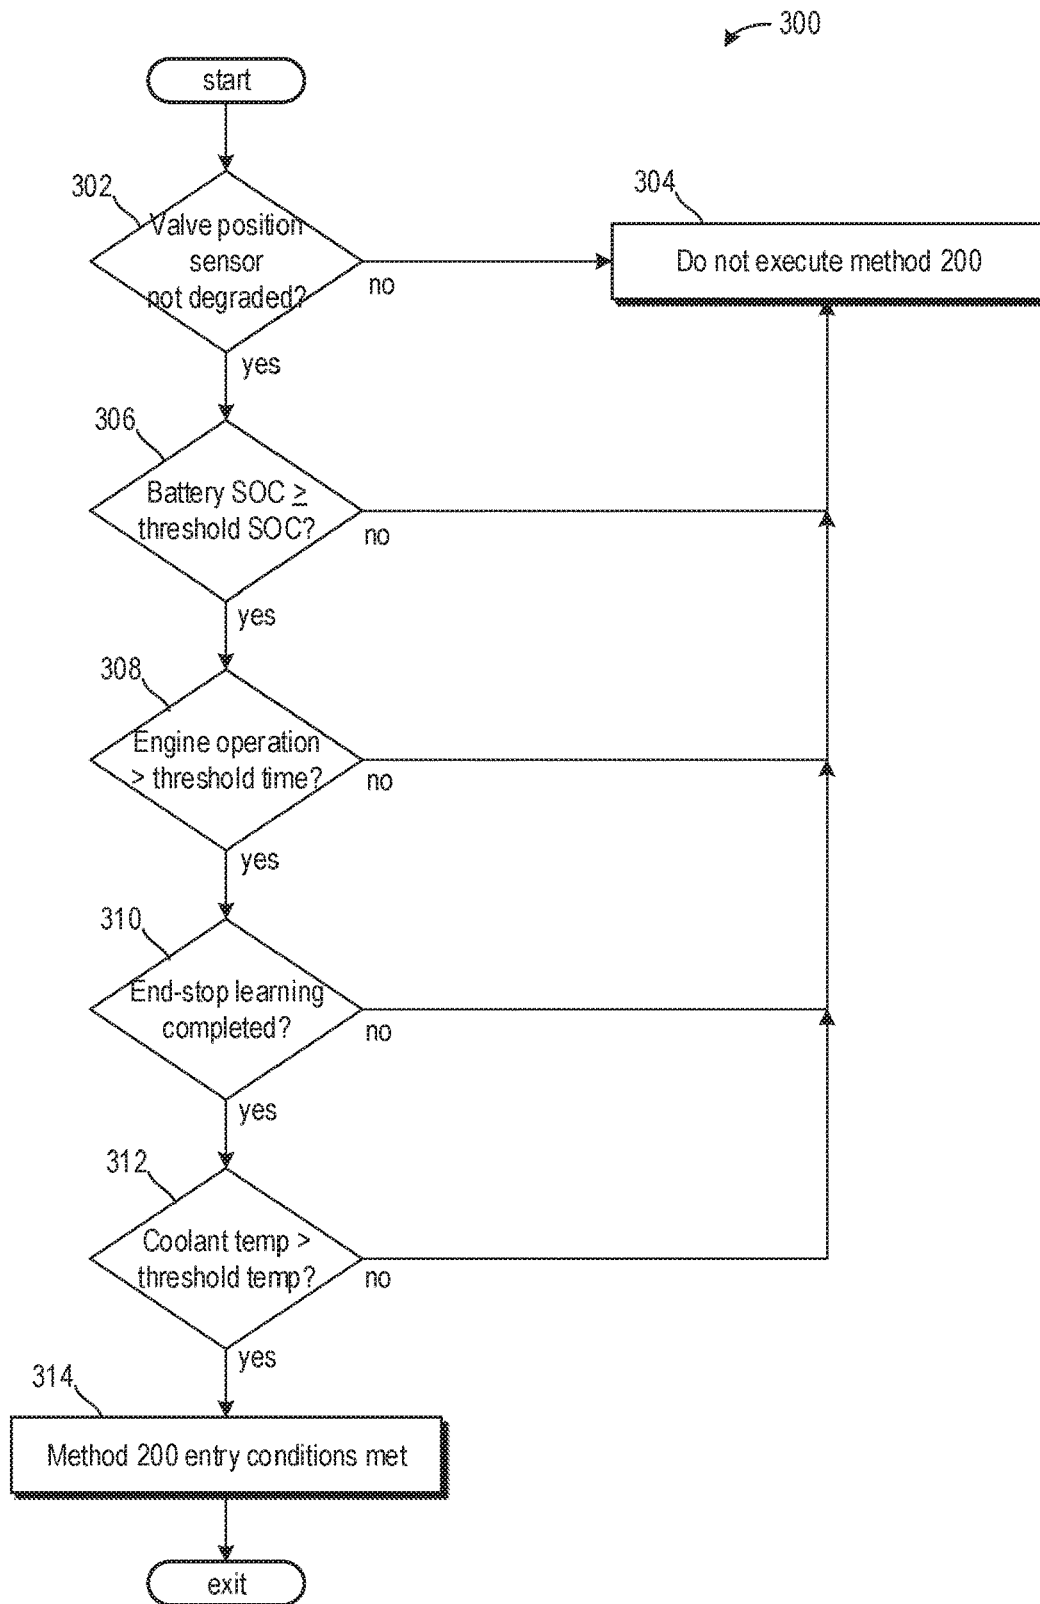 300
start
302
Valve position
sensor
not degraded?
no
yes
304
Do not execute method 200
306
Battery SOC ≥
threshold SOC?
no
yes
308
Engine operation
> threshold time?
no
yes
310
End-stop learning
completed?
no
yes
312
Coolant temp >
threshold temp?
no
yes
314
Method 200 entry conditions met
exit